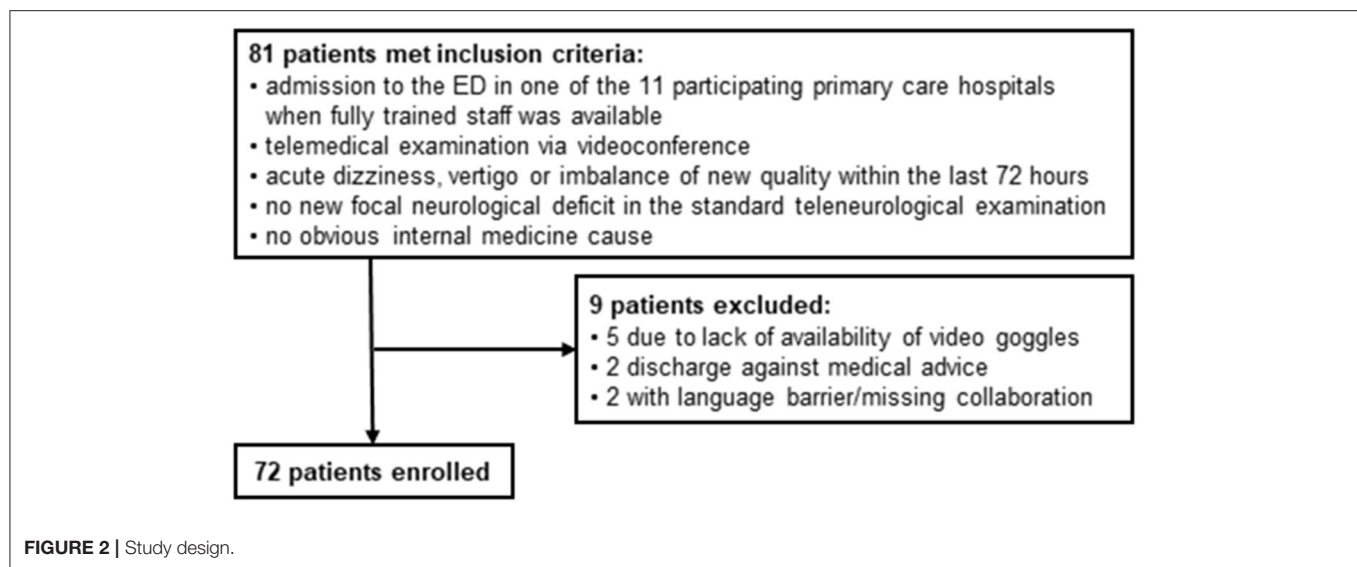 81 patients met inclusion criteria:
• admission to the ED in one of the 11 participating primary care hospitals
when fully trained staff was available
• telemedical examination via videoconference
• acute dizziness, vertigo or imbalance of new quality within the last 72 hours
• no new focal neurological deficit in the standard teleneurological examination
• no obvious internal medicine cause
9 patients excluded:
• 5 due to lack of availability of video goggles
• 2 discharge against medical advice
• 2 with language barrier/missing collaboration
72 patients enrolled
FIGURE 2 | Study design.